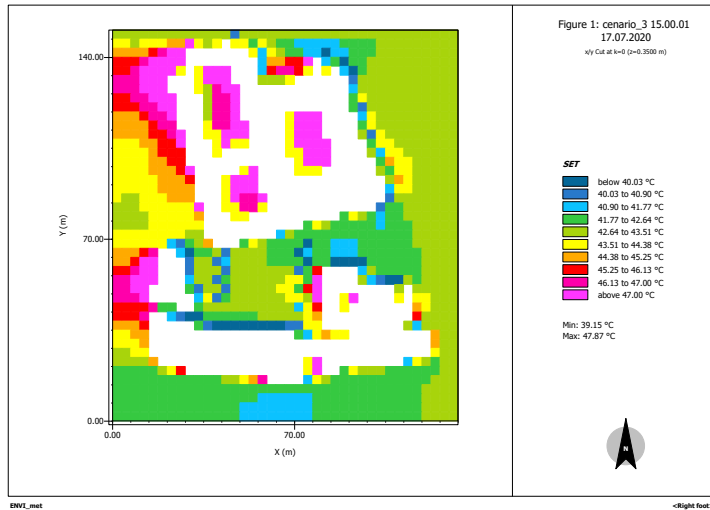 Figure 1: cenario_3 15.00.01
17.07.2020
x/y Cut at k=0 (z=0.3500 m)
140.00
70.00
0.00
Y (m)
0.00
70.00
X (m)
SET
below 40.03 °C
40.03 to 40.90 °C
40.90 to 41.77 °C
41.77 to 42.64 °C
42.64 to 43.51 °C
43.51 to 44.38 °C
44.38 to 45.25 °C
45.25 to 46.13 °C
46.13 to 47.00 °C
above 47.00 °C
Min: 39.15 °C
Max: 47.87 °C
N
ENVI_met
<Right foot